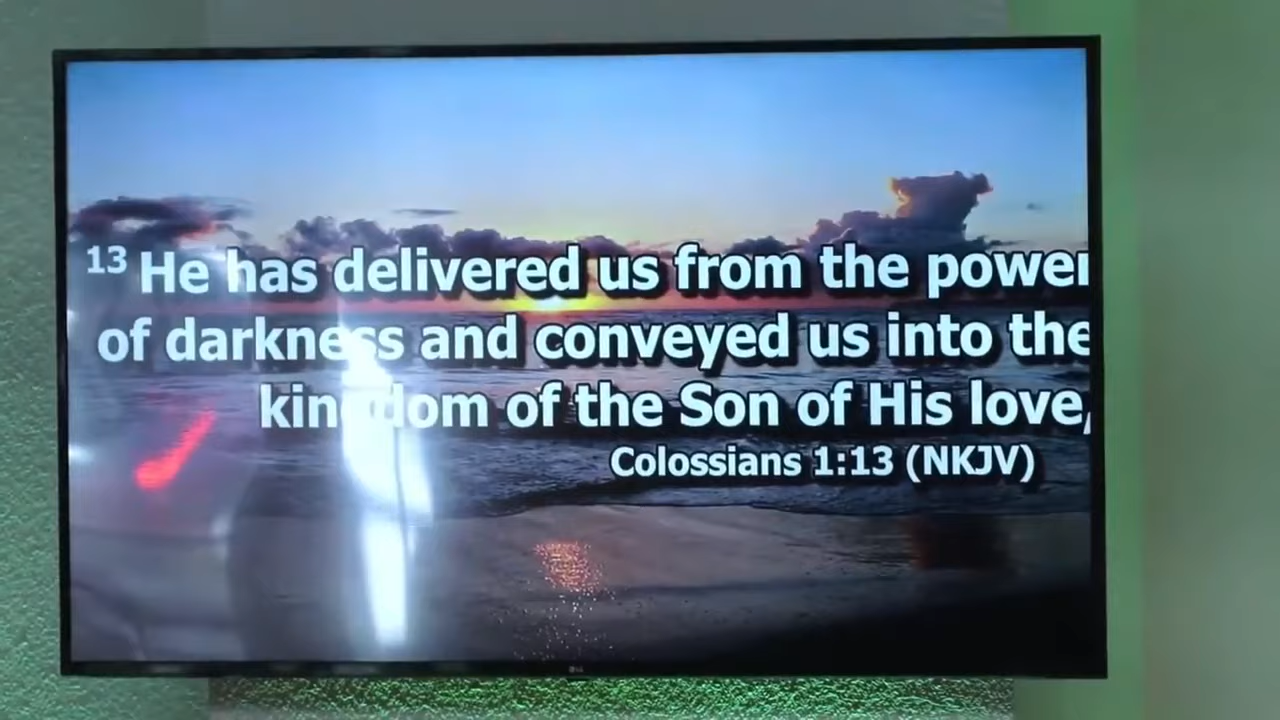 13 He has delivered us from the power
of darkness and conveyed us into the
kingdom of the Son of His love,
Colossians 1:13 (NKJV)